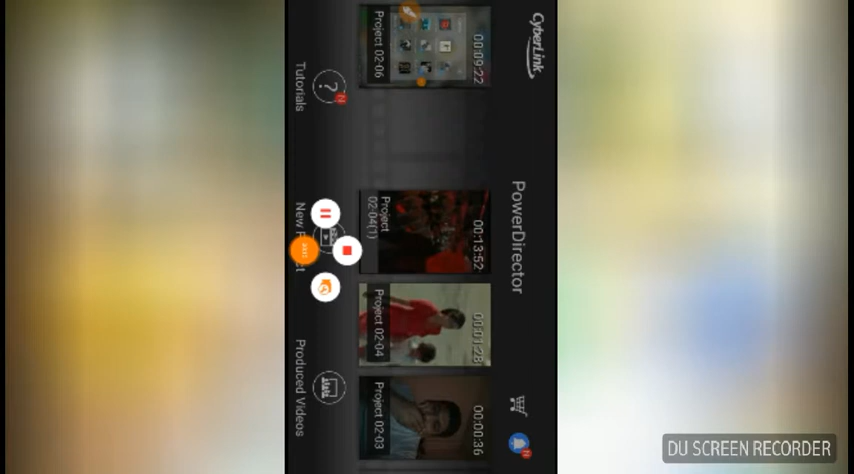 CyberLink
PowerDirector
00:09:22
Project 02-06
00:13:52
Project
02-04(1)
00:01:28
Project 02-04
00:00:36
Project 02-03
?
N
N
Tutorials
Produced Videos
DU SCREEN RECORDER